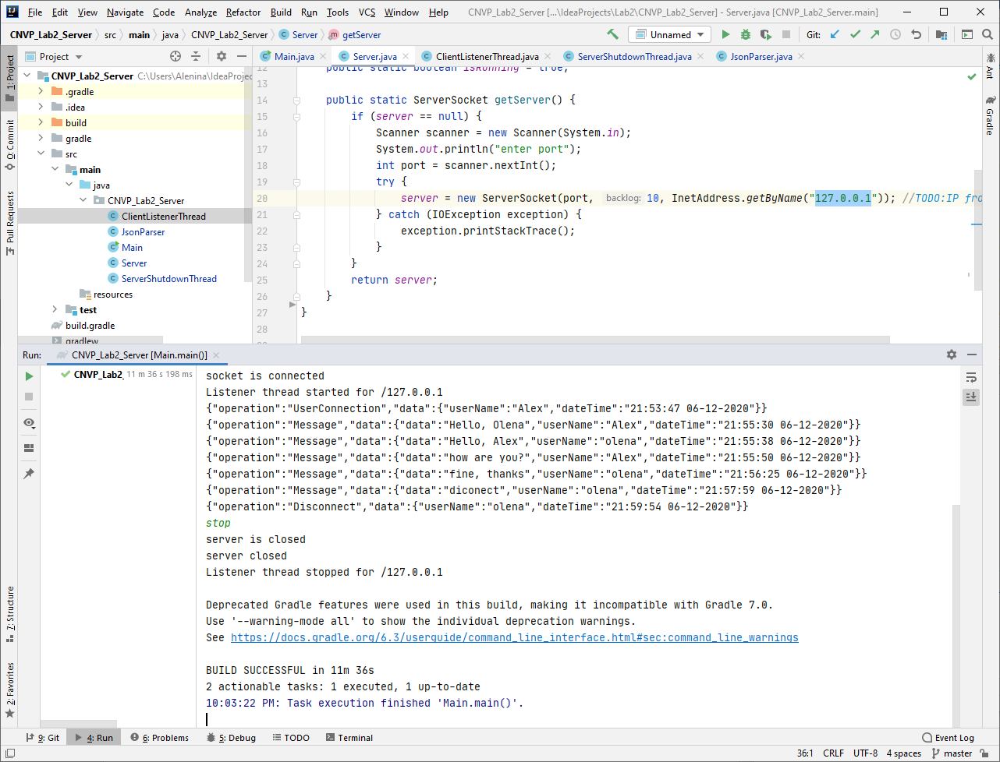 File Edit View Navigate Code Analyze Refactor Build Run Tools VCS Window Help CNVP_Lab2_Server [...\IdeaProjects\Lab2\CNVP_Lab2_Server] - Server.java [CNVP_Lab2_Server.main]
CNVP_Lab2_Server src main java CNVP_Lab2_Server Server getServer Unnamed Git:
Project
Main.java Server.java ClientListenerThread.java ServerShutdownThread.java JsonParser.java
1: Project
0: Commit
Pull Requests
7: Structure
2: Favorites
Ant
Gradle
CNVP_Lab2_Server C:\Users\Alenina\IdeaProjec
.gradle
.idea
build
gradle
src
main
java
CNVP_Lab2_Server
ClientListenerThread
JsonParser
Main
Server
ServerShutdownThread
resources
test
build.gradle
gradlew
12 public static boolean isRunning = true;
13
14 public static ServerSocket getServer() {
15 if (server == null) {
16 Scanner scanner = new Scanner(System.in);
17 System.out.println("enter port");
18 int port = scanner.nextInt();
19 try {
20 server = new ServerSocket(port, backlog: 10, InetAddress.getByName("127.0.0.1")); //TODO:IP fro
21 } catch (IOException exception) {
22 exception.printStackTrace();
23 }
24 }
25 return server;
26 }
27 }
28
Run: CNVP_Lab2_Server [Main.main()]
CNVP_Lab2_ 11 m 36 s 198 ms
socket is connected
Listener thread started for /127.0.0.1
{"operation":"UserConnection","data":{"userName":"Alex","dateTime":"21:53:47 06-12-2020"}}
{"operation":"Message","data":{"data":"Hello, Olena","userName":"Alex","dateTime":"21:55:30 06-12-2020"}}
{"operation":"Message","data":{"data":"Hello, Alex","userName":"olena","dateTime":"21:55:38 06-12-2020"}}
{"operation":"Message","data":{"data":"how are you?","userName":"Alex","dateTime":"21:55:50 06-12-2020"}}
{"operation":"Message","data":{"data":"fine, thanks","userName":"olena","dateTime":"21:56:25 06-12-2020"}}
{"operation":"Message","data":{"data":"diconect","userName":"olena","dateTime":"21:57:59 06-12-2020"}}
{"operation":"Disconnect","data":{"userName":"olena","dateTime":"21:59:54 06-12-2020"}}
stop
server is closed
server closed
Listener thread stopped for /127.0.0.1
Deprecated Gradle features were used in this build, making it incompatible with Gradle 7.0.
Use '--warning-mode all' to show the individual deprecation warnings.
See https://docs.gradle.org/6.3/userguide/command_line_interface.html#sec:command_line_warnings
BUILD SUCCESSFUL in 11m 36s
2 actionable tasks: 1 executed, 1 up-to-date
10:03:22 PM: Task execution finished 'Main.main()'.
9: Git 4: Run 6: Problems 5: Debug TODO Terminal Event Log
36:1 CRLF UTF-8 4 spaces master